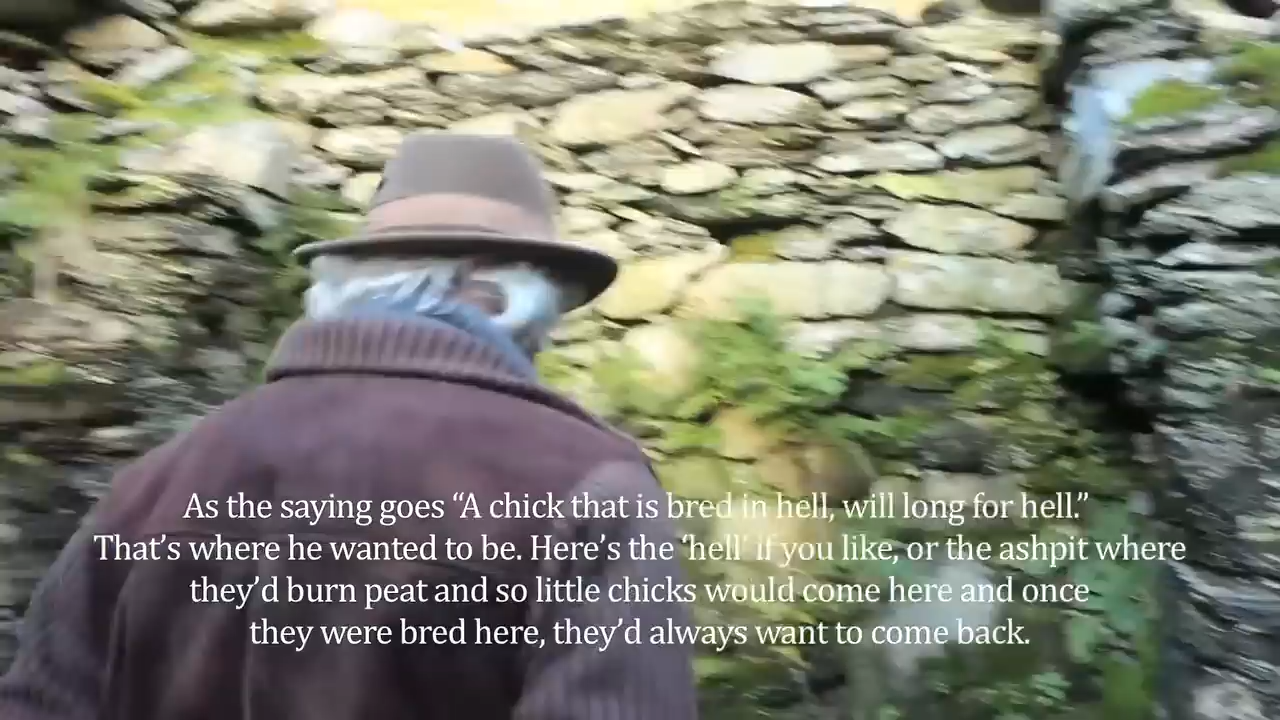 As the saying goes “A chick that is bred in hell, will long for hell.”
That’s where he wanted to be. Here’s the ‘hell’ if you like, or the ashpit where
they’d burn peat and so little chicks would come here and once
they were bred here, they’d always want to come back.